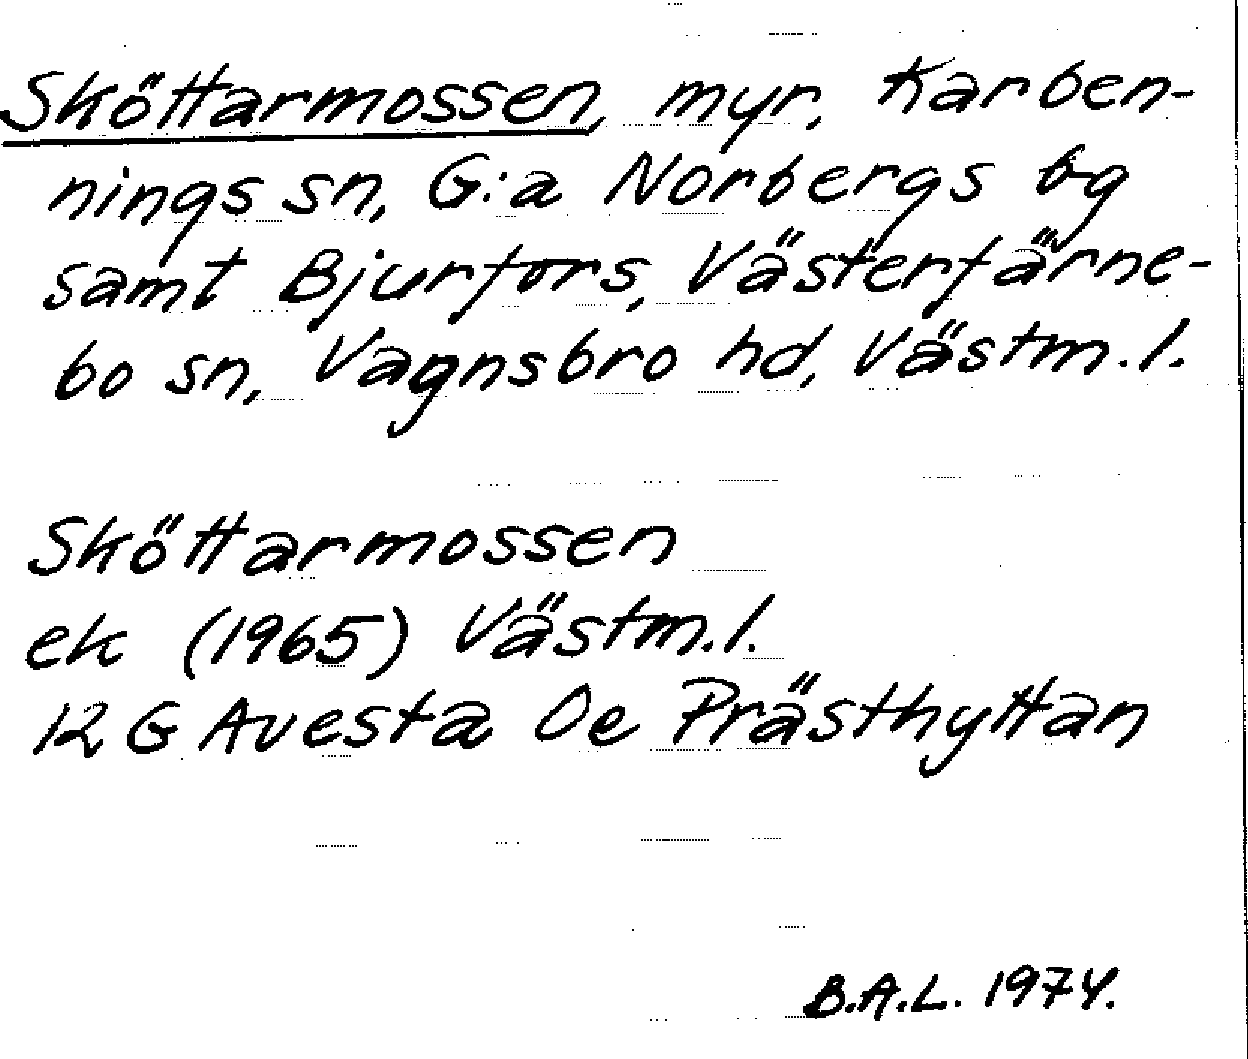 Sköttarmossen, myr, Karben-
nings sn, G:a Norbergs bg
samt Bjurfors, Västerfärne-
bo sn, Vagnsbro hd, Västm.l.
Sköttarmossen
ek (1965) Västm.l.
12 G Avesta Oe Prästhyttan
B.A.L. 1974.